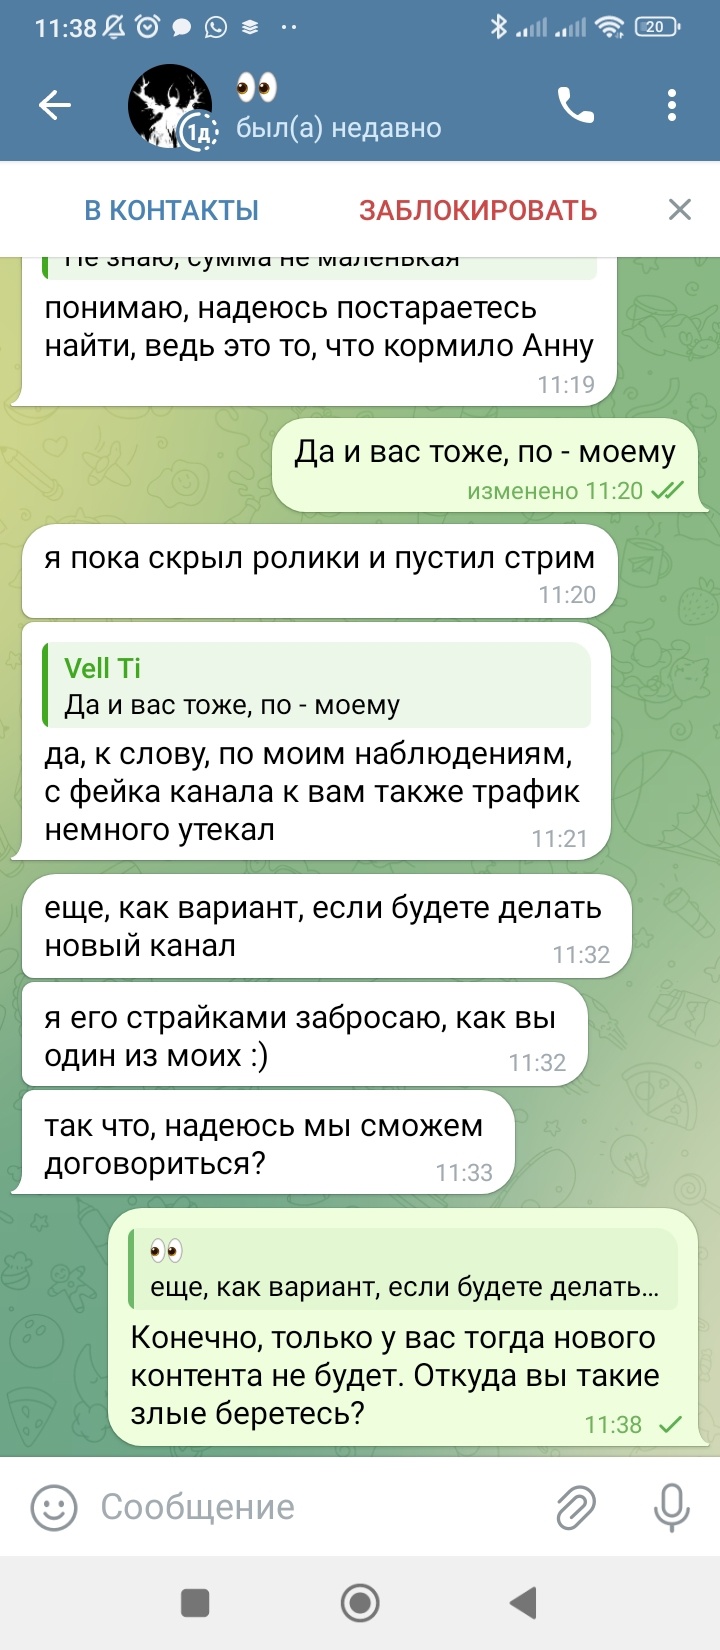 11:38
20
1д
👀
был(а) недавно
В КОНТАКТЫ
ЗАБЛОКИРОВАТЬ
Не знаю, сумма не маленькая
понимаю, надеюсь постараетесь
найти, ведь это то, что кормило Анну
11:19
Да и вас тоже, по - моему
изменено 11:20
я пока скрыл ролики и пустил стрим
11:20
Vell Ti
Да и вас тоже, по - моему
да, к слову, по моим наблюдениям,
с фейка канала к вам также трафик
немного утекал
11:21
еще, как вариант, если будете делать
новый канал
11:32
я его страйками забросаю, как вы
один из моих :)
11:32
так что, надеюсь мы сможем
договориться?
11:33
👀
еще, как вариант, если будете делать...
Конечно, только у вас тогда нового
контента не будет. Откуда вы такие
злые беретесь?
11:38
Сообщение